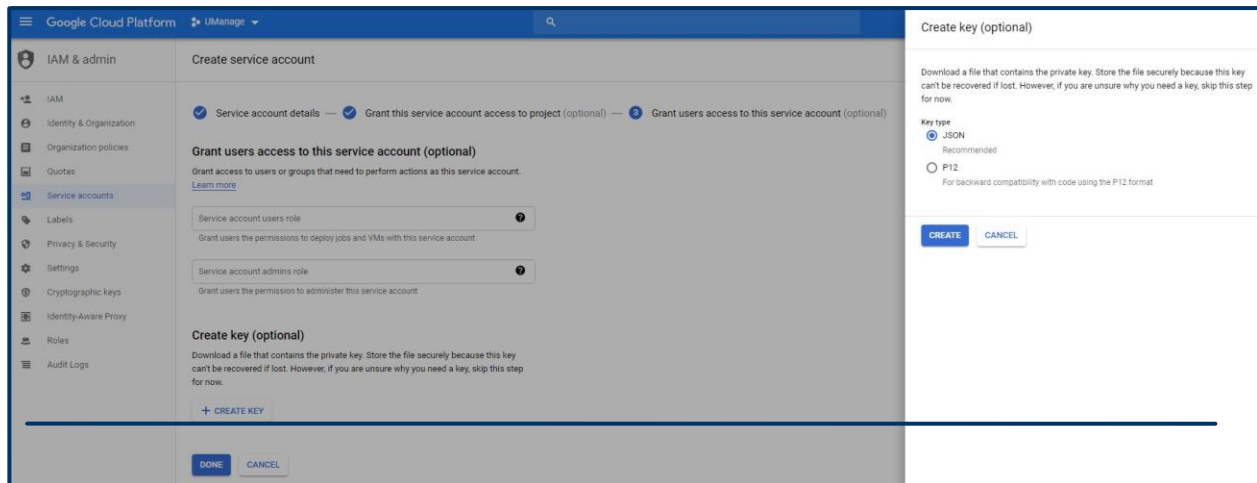 Google Cloud Platform UManage
IAM & admin
IAM
Identity & Organization
Organization policies
Quotas
Service accounts
Labels
Privacy & Security
Settings
Cryptographic keys
Identity-Aware Proxy
Roles
Audit Logs
Create service account
Service account details — Grant this service account access to project (optional) — 3 Grant users access to this service account (optional)
Grant users access to this service account (optional)
Grant access to users or groups that need to perform actions as this service account.
Learn more
Service account users role
Grant users the permissions to deploy jobs and VMs with this service account
Service account admins role
Grant users the permission to administer this service account
Create key (optional)
Download a file that contains the private key. Store the file securely because this key
can't be recovered if lost. However, if you are unsure why you need a key, skip this step
for now.
+ CREATE KEY
DONE CANCEL
Create key (optional)
Download a file that contains the private key. Store the file securely because this key
can't be recovered if lost. However, if you are unsure why you need a key, skip this step
for now.
Key type
JSON
Recommended
P12
For backward compatibility with code using the P12 format
CREATE CANCEL